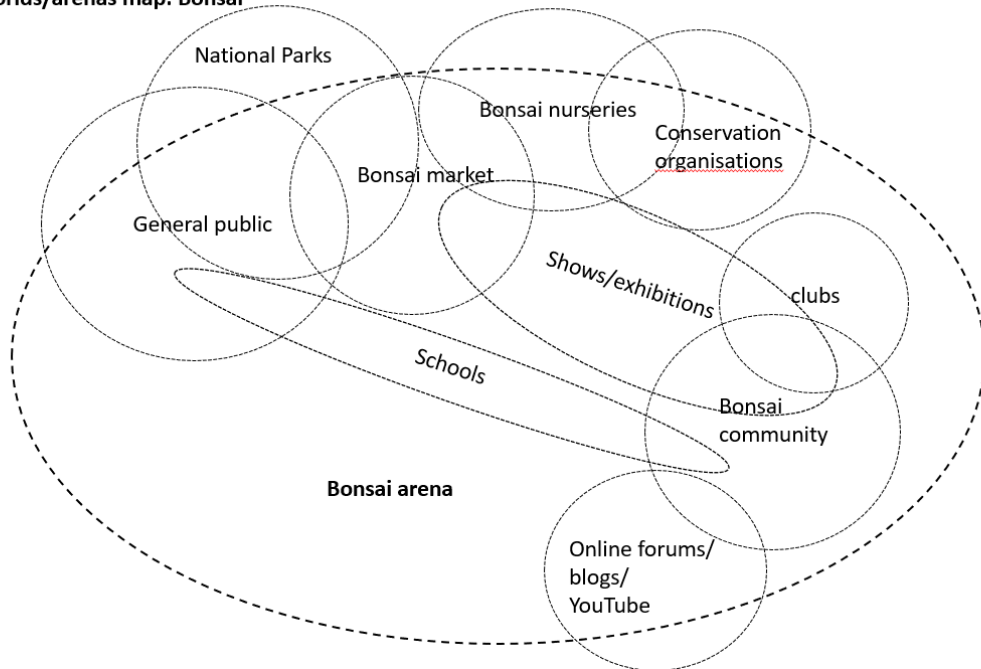 arenas map: Bonsai
National Parks
Bonsai nurseries
Conservation
organisations
Bonsai market
General public
Shows/exhibitions
clubs
Schools
Bonsai
community
Bonsai arena
Online forums/
blogs/
YouTube